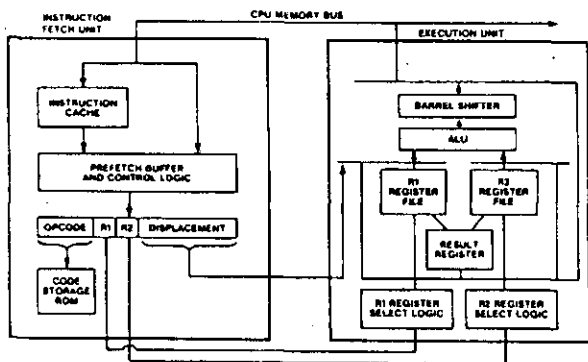 INSTRUCTION
FETCH UNIT
CPU MEMORY BUS
EXECUTION UNIT
INSTRUCTION
CACHE
PREFETCH BUFFER
AND CONTROL LOGIC
OPCODE R1 R2 DISPLACEMENT
CODE
STORAGE
ROM
BARREL SHIFTER
ALU
R1
REGISTER
FILE
R2
REGISTER
FILE
RESULT
REGISTER
R1 REGISTER
SELECT LOGIC
R2 REGISTER
SELECT LOGIC